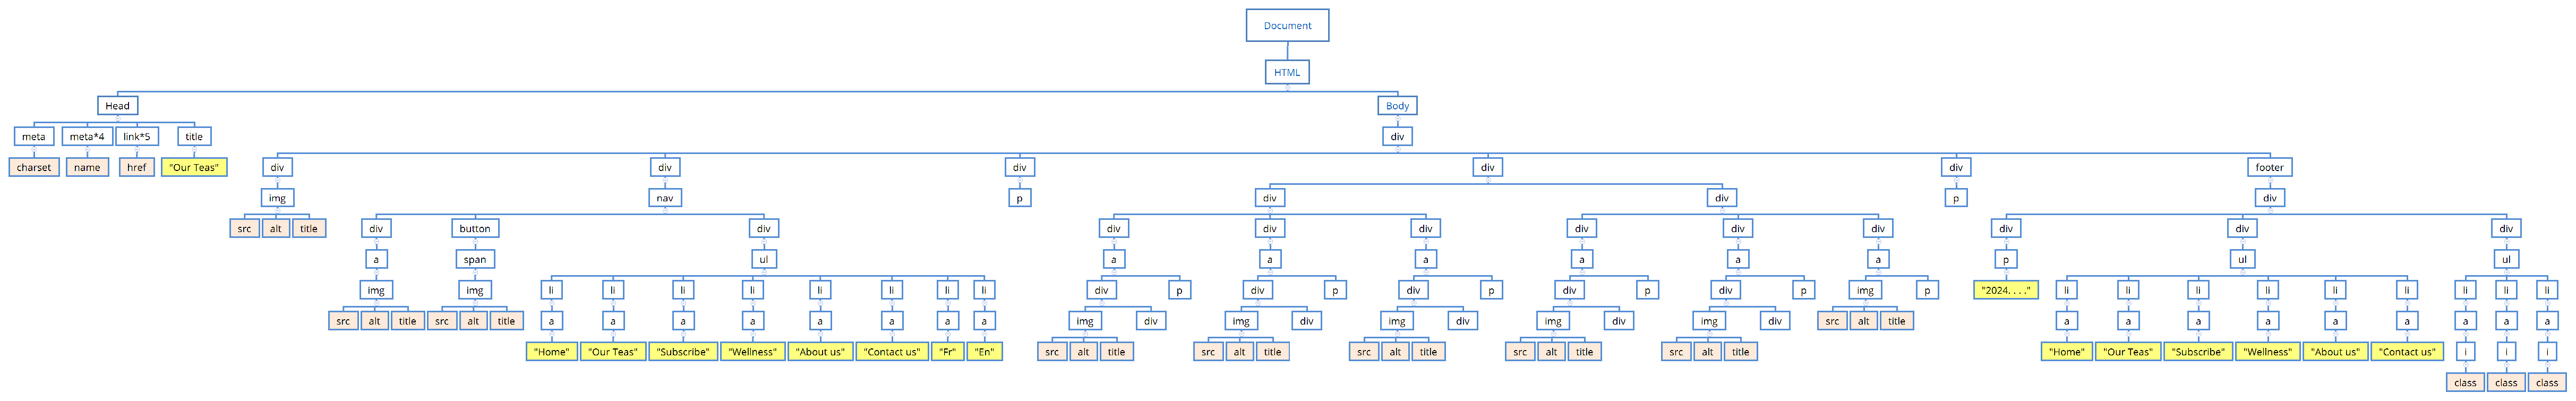 Document
HTML
Head Body
meta meta*4 link*5 title div
charset name href "Our Teas" div div div div div footer
img nav p div div p div
src alt title div button div div div div div div div div div div
a span ul a a a a a a p ul ul
img img li li li li li li li li div p div p div p div p div p img p "2024. . . ." li li li li li li li li li
src alt title src alt title a a a a a a a a img div img div img div img div img div src alt title a a a a a a a a a
"Home" "Our Teas" "Subscribe" "Wellness" "About us" "Contact us" "Fr" "En" src alt title src alt title src alt title src alt title src alt title "Home" "Our Teas" "Subscribe" "Wellness" "About us" "Contact us" i i i
class class class